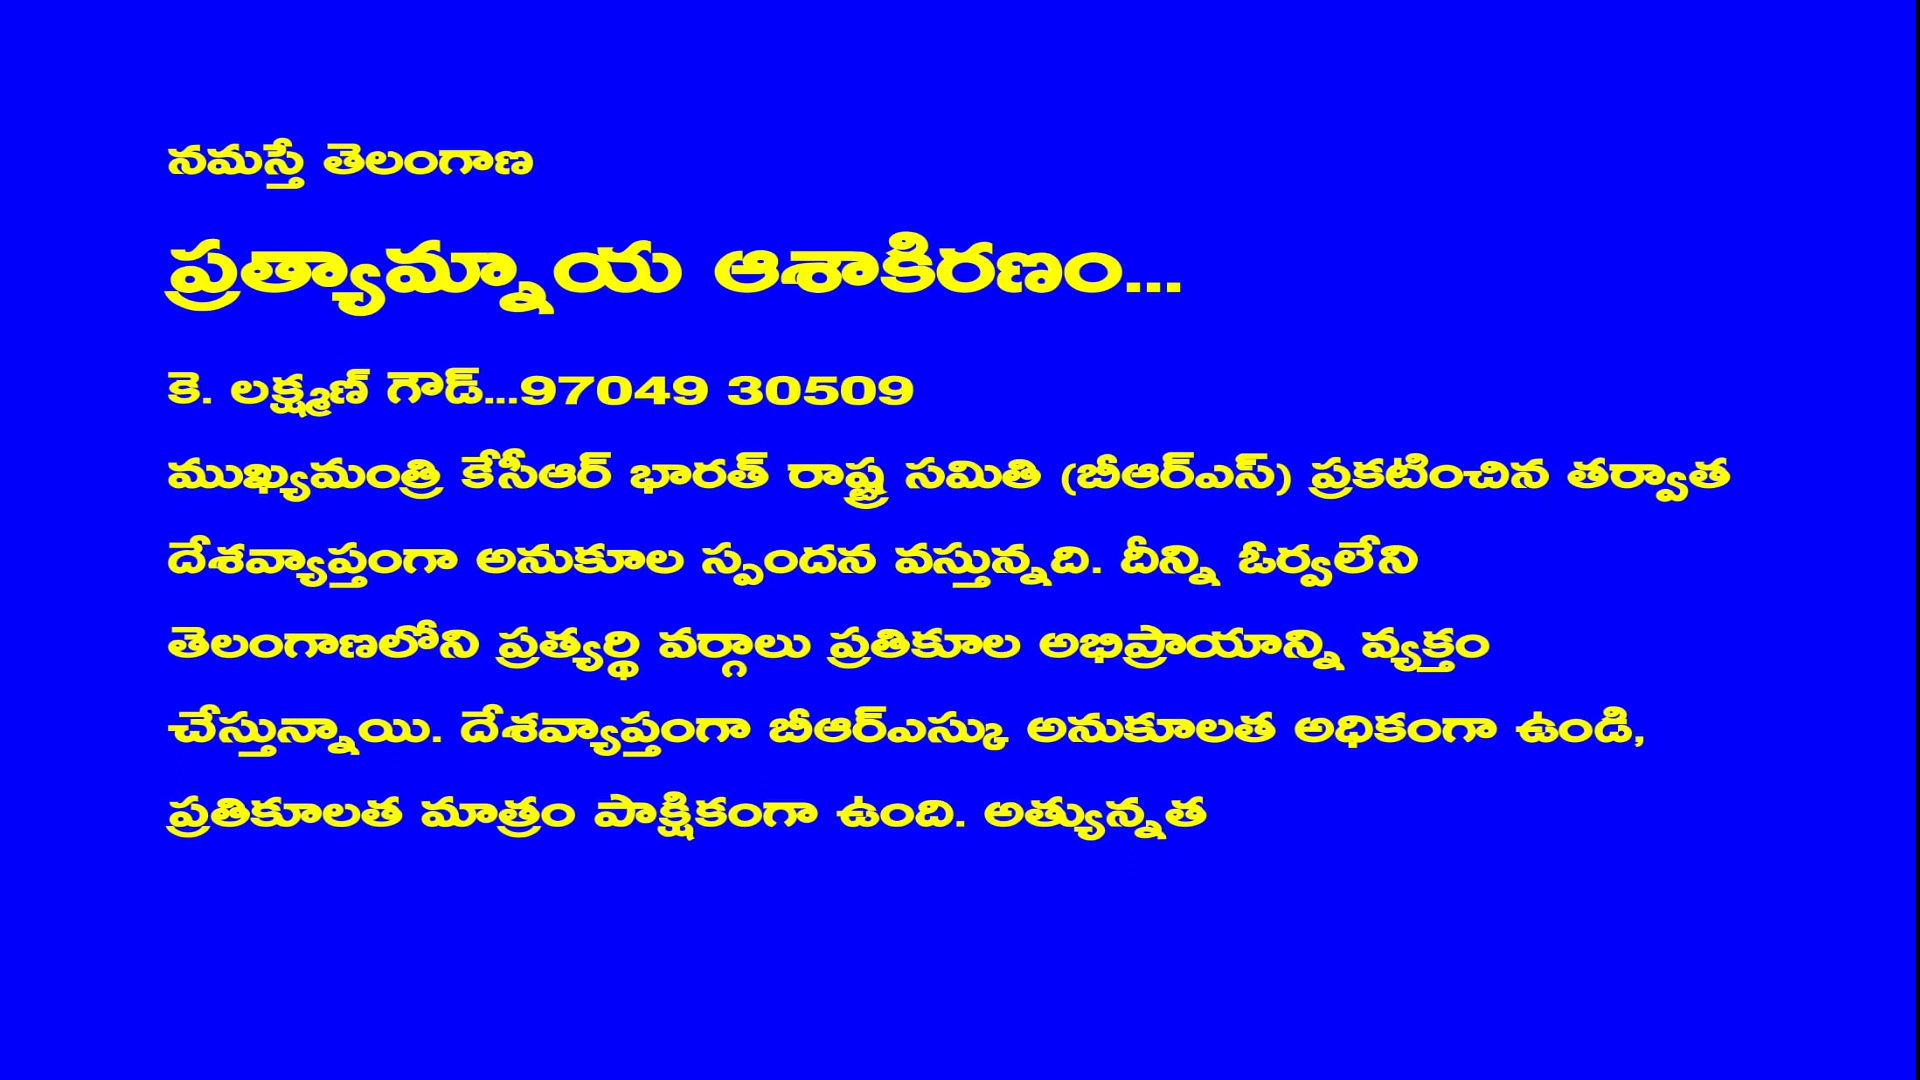 నమస్తే తెలంగాణ
ప్రత్యామ్నాయ ఆశాకిరణం...
కె. లక్ష్మణ్ గౌడ్...97049 30509
ముఖ్యమంత్రి కేసీఆర్ భారత్ రాష్ట్ర సమితి (బీఆర్ఎస్) ప్రకటించిన తర్వాత
దేశవ్యాప్తంగా అనుకూల స్పందన వస్తున్నది. దీన్ని ఓర్వలేని
తెలంగాణలోని ప్రత్యర్థి వర్గాలు ప్రతికూల అభిప్రాయాన్ని వ్యక్తం
చేస్తున్నాయి. దేశవ్యాప్తంగా బీఆర్ఎస్కు అనుకూలత అధికంగా ఉండి,
ప్రతికూలత మాత్రం పాక్షికంగా ఉంది. అత్యున్నత